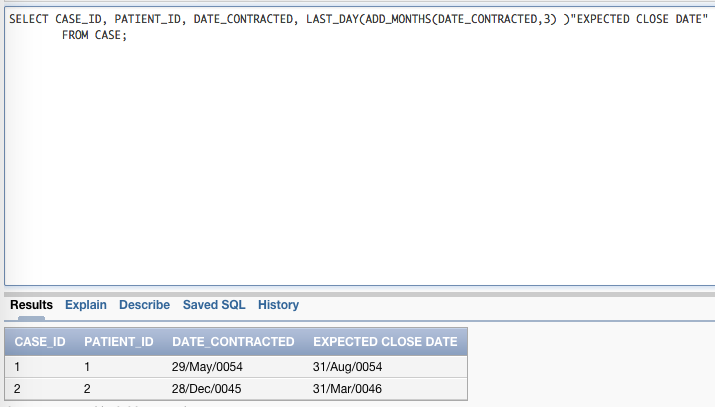 SELECT CASE_ID, PATIENT_ID, DATE_CONTRACTED, LAST_DAY(ADD_MONTHS(DATE_CONTRACTED,3) )"EXPECTED CLOSE DATE"
FROM CASE;
Results Explain Describe Saved SQL History
CASE_ID PATIENT_ID DATE_CONTRACTED EXPECTED CLOSE DATE
1 1 29/May/0054 31/Aug/0054
2 2 28/Dec/0045 31/Mar/0046